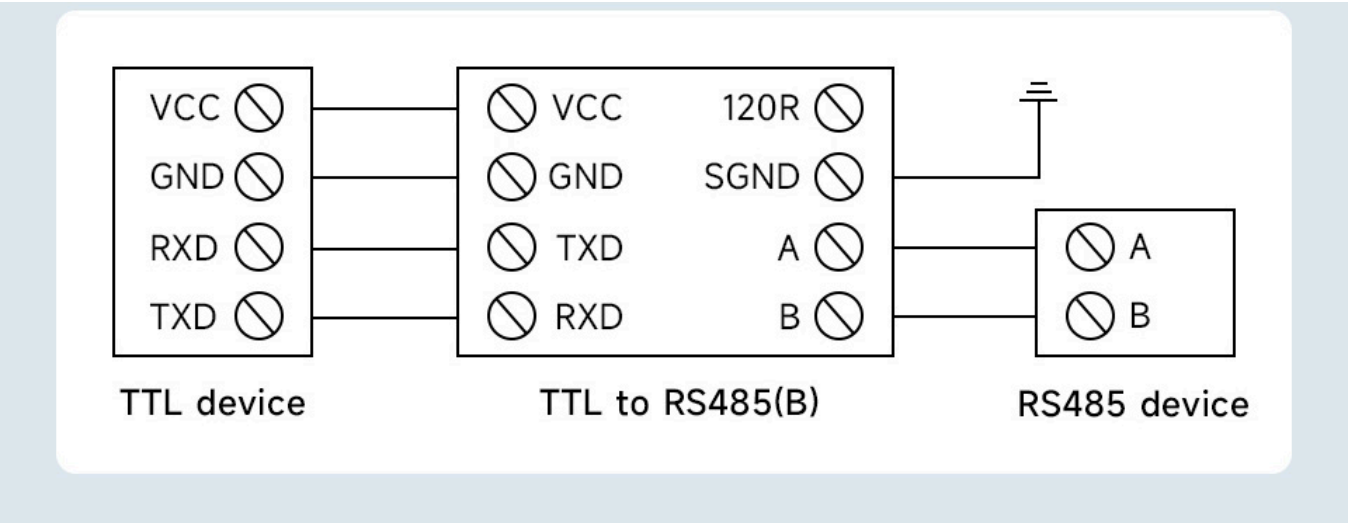 VCC VCC 120R
GND GND SGND
RXD TXD A A
TXD RXD B B
TTL device TTL to RS485(B) RS485 device